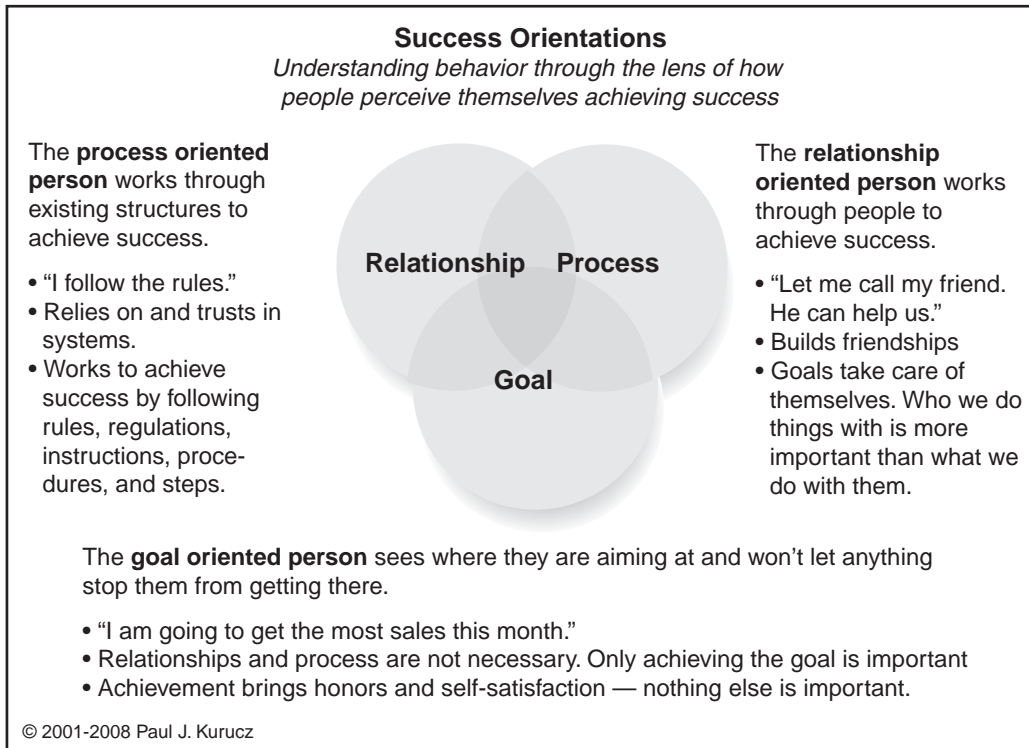 Success Orientations
Understanding behavior through the lens of how
people perceive themselves achieving success
The process oriented
person works through
existing structures to
achieve success.
• “I follow the rules.”
• Relies on and trusts in
systems.
• Works to achieve
success by following
rules, regulations,
instructions, proce-
dures, and steps.
Relationship
Process
Goal
The relationship
oriented person works
through people to
achieve success.
• “Let me call my friend.
He can help us.”
• Builds friendships
• Goals take care of
themselves. Who we do
things with is more
important than what we
do with them.
The goal oriented person sees where they are aiming at and won’t let anything
stop them from getting there.
• “I am going to get the most sales this month.”
• Relationships and process are not necessary. Only achieving the goal is important
• Achievement brings honors and self-satisfaction — nothing else is important.
© 2001-2008 Paul J. Kurucz